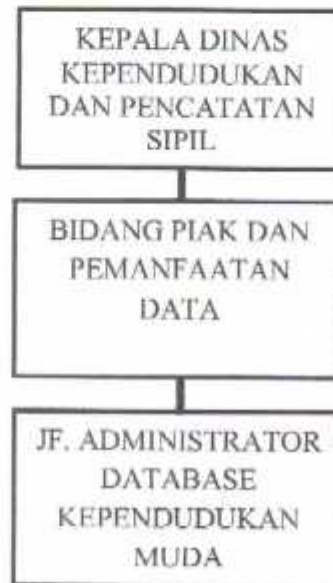 KEPALA DINAS
KEPENDUDUKAN
DAN PENCATATAN
SIPIL
BIDANG PIAK DAN
PEMANFAATAN
DATA
JF. ADMINISTRATOR
DATABASE
KEPENDUDUKAN
MUDA